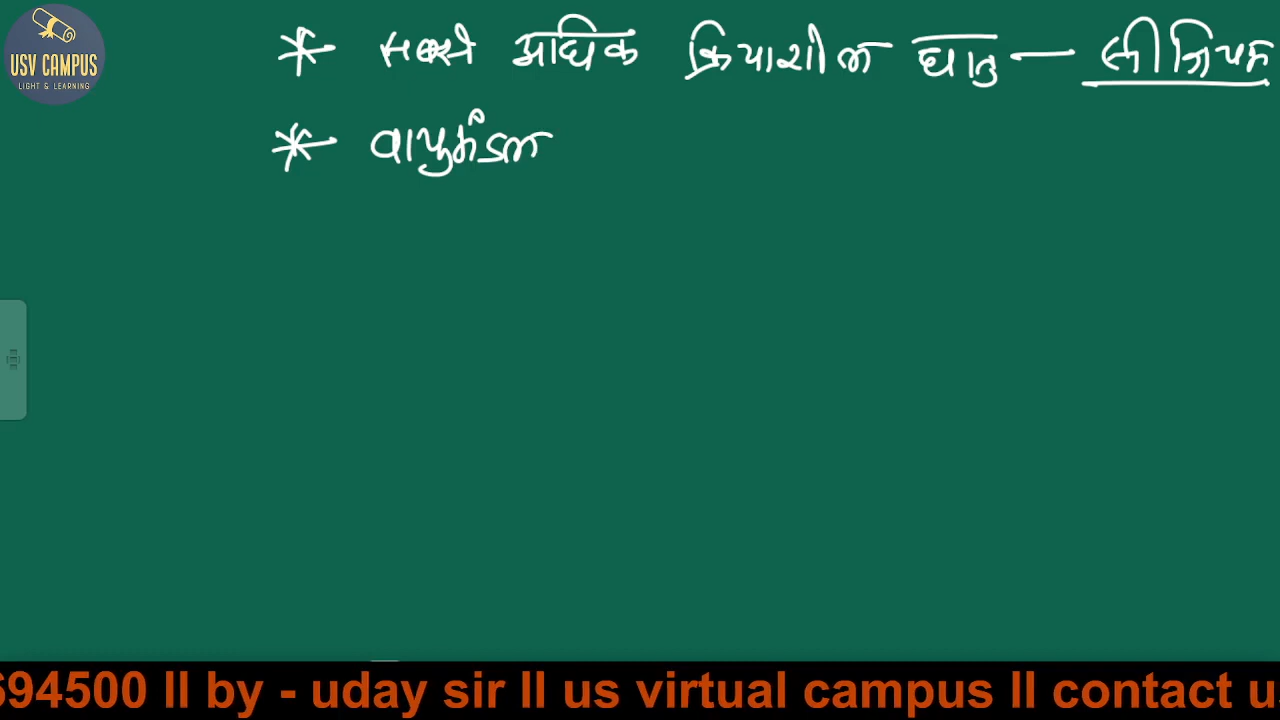 USV CAMPUS
LIGHT & LEARNING
* सबसे अधिक क्रियाशील धातु — सीजियम
* वायुमंडल
694500 ll by - uday sir ll us virtual campus ll contact u